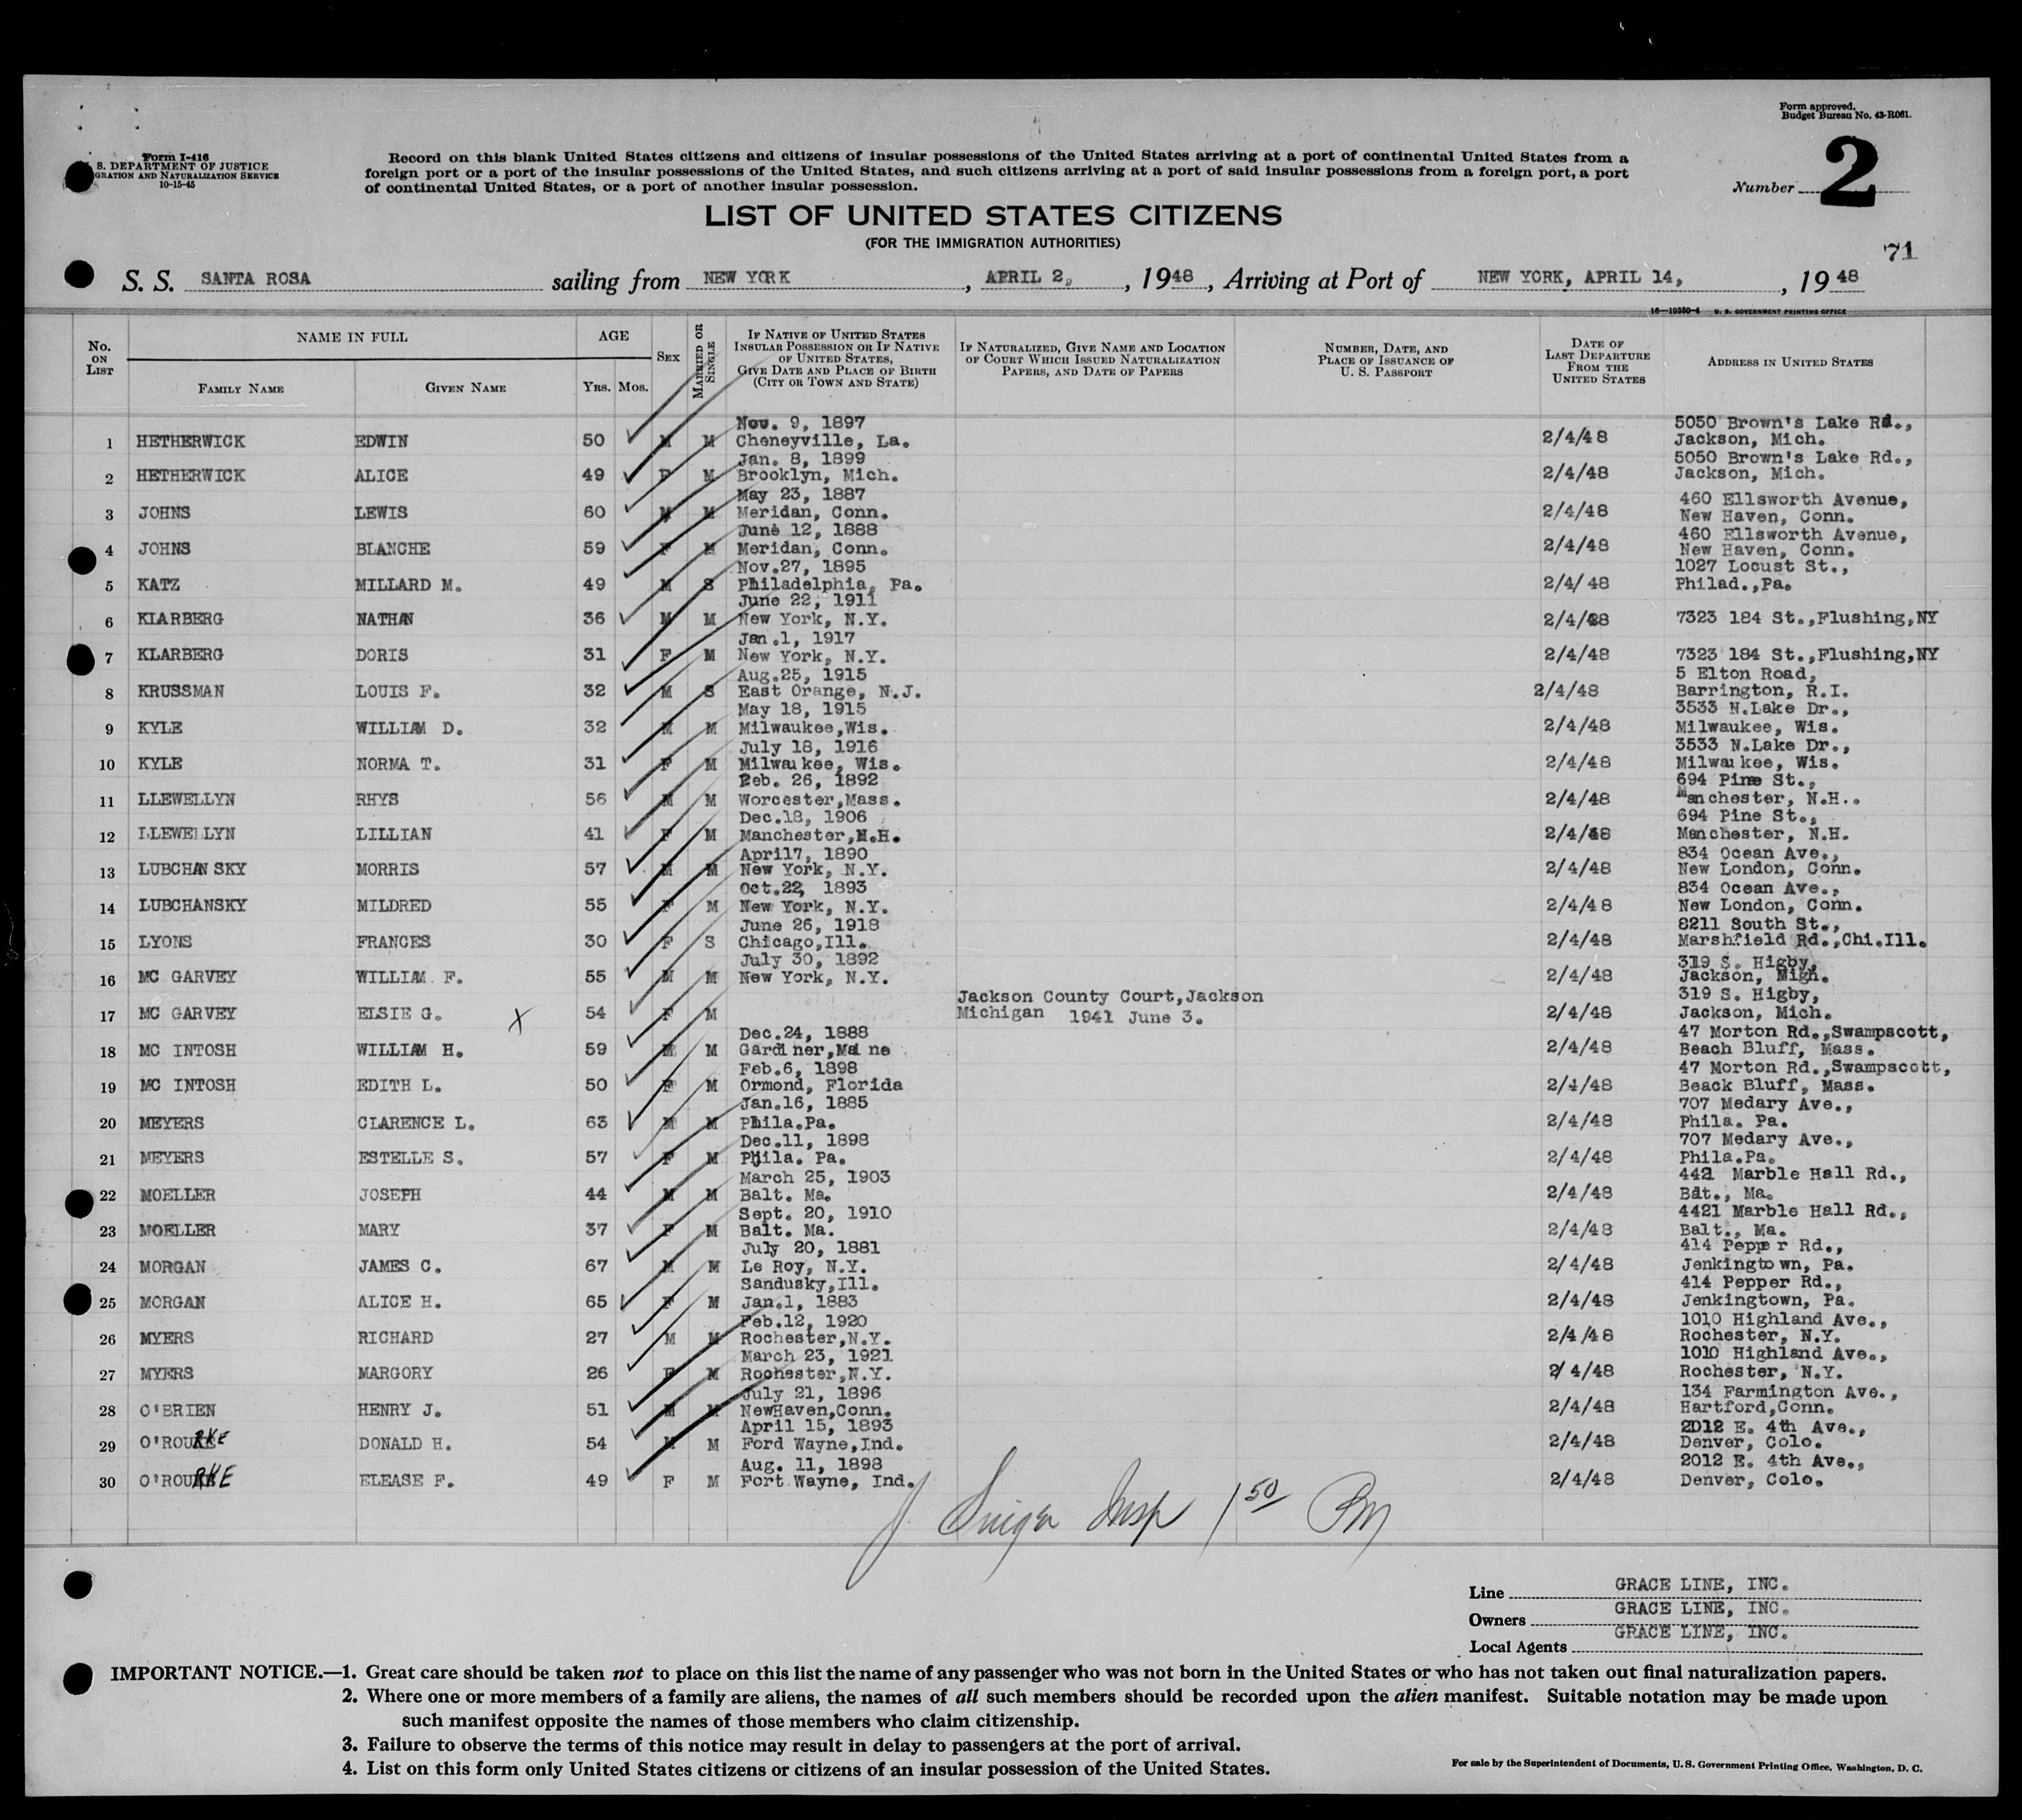 Form approved.
Budget Bureau No. 43-R061.
Form I-416
S. DEPARTMENT OF JUSTICE
GRATION AND NATURALIZATION SERVICE
10-15-45
Record on this blank United States citizens and citizens of insular possessions of the United States arriving at a port of continental United States from a
foreign port or a port of the insular possessions of the United States, and such citizens arriving at a port of said insular possessions from a foreign port, a port
of continental United States, or a port of another insular possession.
Number 2
LIST OF UNITED STATES CITIZENS
(FOR THE IMMIGRATION AUTHORITIES)
71
S. S. SANTA ROSA sailing from NEW YORK, APRIL 2, 1948, Arriving at Port of NEW YORK, APRIL 14, 1948
16—19350-4 U. S. GOVERNMENT PRINTING OFFICE
No. ON LIST
NAME IN FULL
FAMILY NAME
GIVEN NAME
AGE
YRS. MOS.
SEX
MARRIED OR SINGLE
IF NATIVE OF UNITED STATES
INSULAR POSSESSION OR IF NATIVE
OF UNITED STATES,
GIVE DATE AND PLACE OF BIRTH
(CITY OR TOWN AND STATE)
IF NATURALIZED, GIVE NAME AND LOCATION
OF COURT WHICH ISSUED NATURALIZATION
PAPERS, AND DATE OF PAPERS
NUMBER, DATE, AND
PLACE OF ISSUANCE OF
U. S. PASSPORT
DATE OF
LAST DEPARTURE
FROM THE
UNITED STATES
ADDRESS IN UNITED STATES
Nov. 9, 1897 5050 Brown's Lake Rd.,
1 HETHERWICK EDWIN 50 M M Cheneyville, La. 2/4/48 Jackson, Mich.
Jan. 8, 1899 5050 Brown's Lake Rd.,
2 HETHERWICK ALICE 49 F M Brooklyn, Mich. 2/4/48 Jackson, Mich.
May 23, 1887 460 Ellsworth Avenue,
3 JOHNS LEWIS 60 M M Meridan, Conn. 2/4/48 New Haven, Conn.
June 12, 1888 460 Ellsworth Avenue,
4 JOHNS BLANCHE 59 F M Meridan, Conn. 2/4/48 New Haven, Conn.
Nov.27, 1895 1027 Locust St.,
5 KATZ MILLARD M. 49 M S Philadelphia, Pa. 2/4/48 Philad.,Pa.
June 22, 1911
6 KLARBERG NATHAN 36 M M New York, N.Y. 2/4/48 7323 184 St.,Flushing,NY
Jan.1, 1917
7 KLARBERG DORIS 31 F M New York, N.Y. 2/4/48 7323 184 St.,Flushing,NY
Aug.25, 1915 5 Elton Road,
8 KRUSSMAN LOUIS F. 32 M S East Orange, N.J. 2/4/48 Barrington, R.I.
May 18, 1915 3533 N.Lake Dr.,
9 KYLE WILLIAM D. 32 M M Milwaukee,Wis. 2/4/48 Milwaukee, Wis.
July 18, 1916 3533 N.Lake Dr.,
10 KYLE NORMA T. 31 F M Milwaukee, Wis. 2/4/48 Milwaukee, Wis.
Feb. 26, 1892 694 Pine St.,
11 LLEWELLYN RHYS 56 M M Worcester,Mass. 2/4/48 Manchester, N.H..
Dec.18, 1906 694 Pine St.,
12 LLEWELLYN LILLIAN 41 F M Manchester,N.H. 2/4/48 Manchester, N.H.
April7, 1890 834 Ocean Ave.,
13 LUBCHANSKY MORRIS 57 M M New York, N.Y. 2/4/48 New London, Conn.
Oct.22, 1893 834 Ocean Ave.,
14 LUBCHANSKY MILDRED 55 F M New York, N.Y. 2/4/48 New London, Conn.
June 26, 1918 8211 South St.,
15 LYONS FRANCES 30 F S Chicago,Ill. 2/4/48 Marshfield Rd.,Chi.Ill.
July 30, 1892 319 S. Higby,
16 MC GARVEY WILLIAM F. 55 M M New York, N.Y. 2/4/48 Jackson, Migh.
Jackson County Court,Jackson 319 S. Higby,
17 MC GARVEY ELSIE G. X 54 F M Michigan 1941 June 3. 2/4/48 Jackson, Mich.
Dec.24, 1888 47 Morton Rd.,Swampscott,
18 MC INTOSH WILLIAM H. 59 M M Gardiner,Maine 2/4/48 Beach Bluff, Mass.
Feb.6, 1898 47 Morton Rd.,Swampscott,
19 MC INTOSH EDITH L. 50 F M Ormond, Florida 2/4/48 Beack Bluff, Mass.
Jan.16, 1885 707 Medary Ave.,
20 MEYERS CLARENCE L. 63 M M Phila.Pa. 2/4/48 Phila. Pa.
Dec.11, 1898 707 Medary Ave.,
21 MEYERS ESTELLE S. 57 F M Phila. Pa. 2/4/48 Phila.Pa.
March 25, 1903 442 Marble Hall Rd.,
22 MOELLER JOSEPH 44 M M Balt. Ma. 2/4/48 Balt., Ma.
Sept. 20, 1910 4421 Marble Hall Rd.,
23 MOELLER MARY 37 F M Balt. Ma. 2/4/48 Balt., Ma.
July 20, 1881 414 Pepper Rd.,
24 MORGAN JAMES C. 67 M M Le Roy, N.Y. 2/4/48 Jenkingtown, Pa.
Sandusky,Ill. 414 Pepper Rd.,
25 MORGAN ALICE H. 65 F M Jan.1, 1883 2/4/48 Jenkingtown, Pa.
Feb.12, 1920 1010 Highland Ave.,
26 MYERS RICHARD 27 M M Rochester,N.Y. 2/4/48 Rochester, N.Y.
March 23, 1921 1010 Highland Ave.,
27 MYERS MARGORY 26 F M Rochester,N.Y. 2/4/48 Rochester, N.Y.
July 21, 1896 134 Farmington Ave.,
28 O'BRIEN HENRY J. 51 M M NewHaven,Conn. 2/4/48 Hartford,Conn.
April 15, 1893 2012 E. 4th Ave.,
29 O'ROURKE DONALD H. 54 M M Ford Wayne,Ind. 2/4/48 Denver, Colo.
Aug. 11, 1898 2012 E. 4th Ave.,
30 O'ROURKE ELEASE F. 49 F M Fort Wayne, Ind. 2/4/48 Denver, Colo.
J. Singer Insp 1 50 PM
Line GRACE LINE, INC.
Owners GRACE LINE, INC.
Local Agents GRACE LINE, INC.
IMPORTANT NOTICE.—1. Great care should be taken not to place on this list the name of any passenger who was not born in the United States or who has not taken out final naturalization papers.
2. Where one or more members of a family are aliens, the names of all such members should be recorded upon the alien manifest. Suitable notation may be made upon
such manifest opposite the names of those members who claim citizenship.
3. Failure to observe the terms of this notice may result in delay to passengers at the port of arrival.
4. List on this form only United States citizens or citizens of an insular possession of the United States.
For sale by the Superintendent of Documents, U. S. Government Printing Office, Washington, D. C.